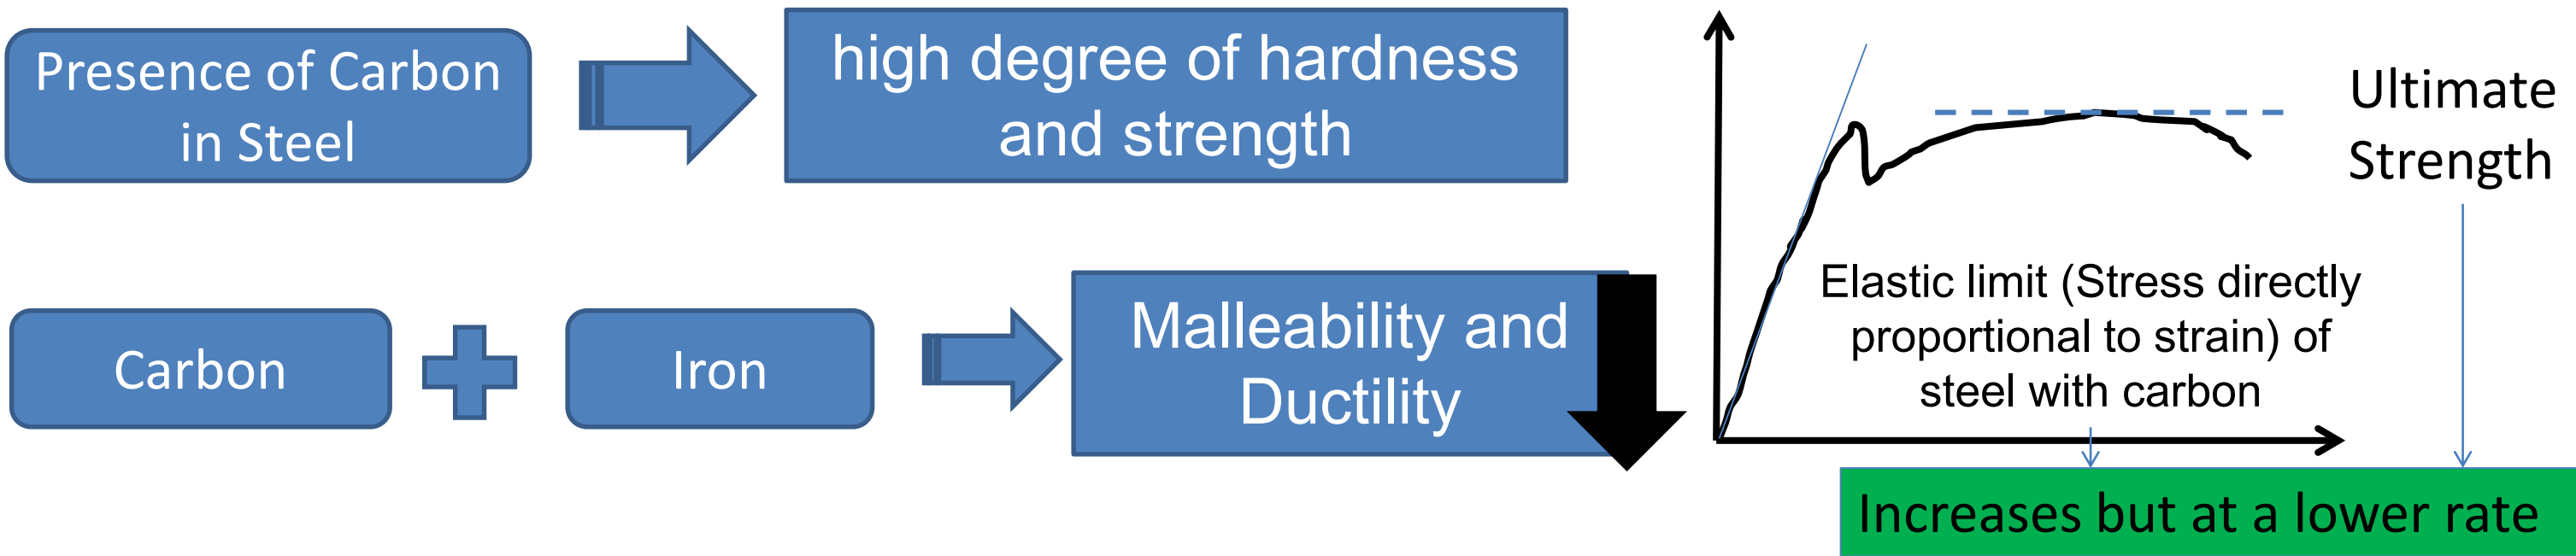 Presence of Carbon
in Steel
high degree of hardness
and strength
Carbon
Iron
Malleability and
Ductility
Ultimate
Strength
Elastic limit (Stress directly
proportional to strain) of
steel with carbon
Increases but at a lower rate